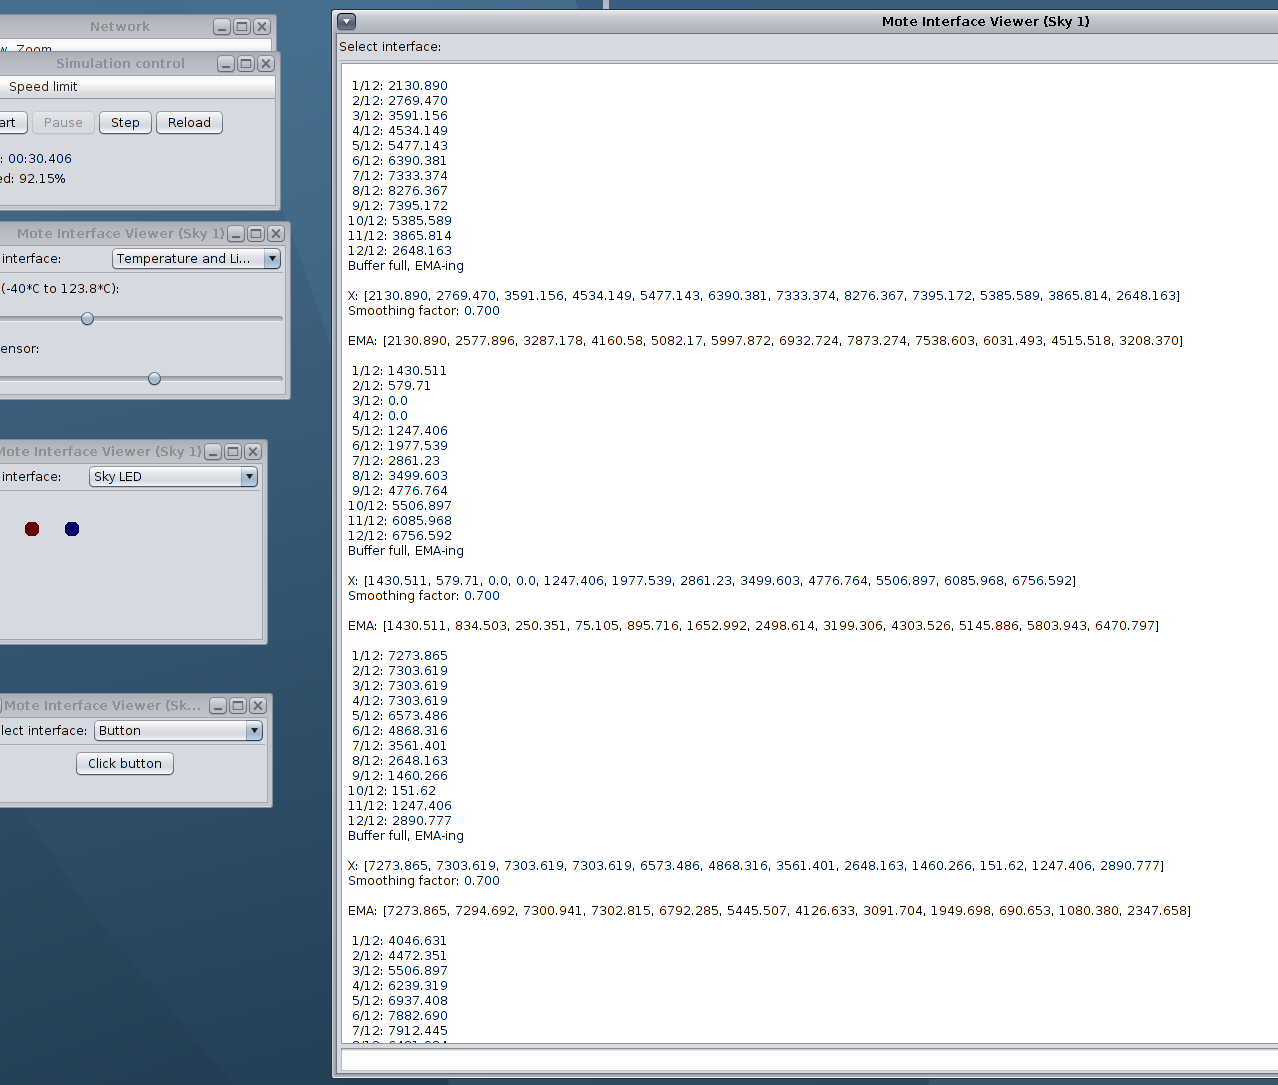 Network
w Zoom
Simulation control
Speed limit
art Pause Step Reload
: 00:30.406
ed: 92.15%
Mote Interface Viewer (Sky 1)
interface: Temperature and Li...
(-40*C to 123.8*C):
ensor:
Mote Interface Viewer (Sky 1)
interface: Sky LED
Mote Interface Viewer (Sk...
lect interface: Button
Click button
Mote Interface Viewer (Sky 1)
Select interface:
1/12: 2130.890
2/12: 2769.470
3/12: 3591.156
4/12: 4534.149
5/12: 5477.143
6/12: 6390.381
7/12: 7333.374
8/12: 8276.367
9/12: 7395.172
10/12: 5385.589
11/12: 3865.814
12/12: 2648.163
Buffer full, EMA-ing
X: [2130.890, 2769.470, 3591.156, 4534.149, 5477.143, 6390.381, 7333.374, 8276.367, 7395.172, 5385.589, 3865.814, 2648.163]
Smoothing factor: 0.700
EMA: [2130.890, 2577.896, 3287.178, 4160.58, 5082.17, 5997.872, 6932.724, 7873.274, 7538.603, 6031.493, 4515.518, 3208.370]
1/12: 1430.511
2/12: 579.71
3/12: 0.0
4/12: 0.0
5/12: 1247.406
6/12: 1977.539
7/12: 2861.23
8/12: 3499.603
9/12: 4776.764
10/12: 5506.897
11/12: 6085.968
12/12: 6756.592
Buffer full, EMA-ing
X: [1430.511, 579.71, 0.0, 0.0, 1247.406, 1977.539, 2861.23, 3499.603, 4776.764, 5506.897, 6085.968, 6756.592]
Smoothing factor: 0.700
EMA: [1430.511, 834.503, 250.351, 75.105, 895.716, 1652.992, 2498.614, 3199.306, 4303.526, 5145.886, 5803.943, 6470.797]
1/12: 7273.865
2/12: 7303.619
3/12: 7303.619
4/12: 7303.619
5/12: 6573.486
6/12: 4868.316
7/12: 3561.401
8/12: 2648.163
9/12: 1460.266
10/12: 151.62
11/12: 1247.406
12/12: 2890.777
Buffer full, EMA-ing
X: [7273.865, 7303.619, 7303.619, 7303.619, 6573.486, 4868.316, 3561.401, 2648.163, 1460.266, 151.62, 1247.406, 2890.777]
Smoothing factor: 0.700
EMA: [7273.865, 7294.692, 7300.941, 7302.815, 6792.285, 5445.507, 4126.633, 3091.704, 1949.698, 690.653, 1080.380, 2347.658]
1/12: 4046.631
2/12: 4472.351
3/12: 5506.897
4/12: 6239.319
5/12: 6937.408
6/12: 7882.690
7/12: 7912.445